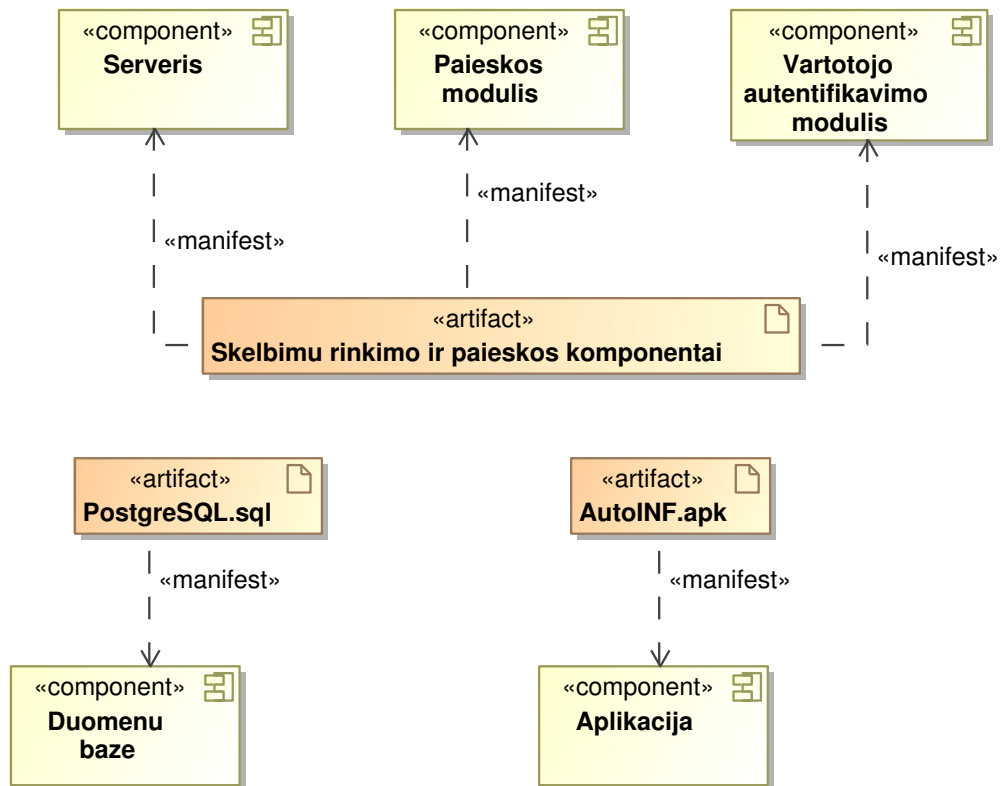 «component»
Serveris
«component»
Paieskos
modulis
«component»
Vartotojo
autentifikavimo
modulis
«manifest»
«manifest»
«manifest»
«artifact»
Skelbimu rinkimo ir paieskos komponentai
«artifact»
PostgreSQL.sql
«artifact»
AutoINF.apk
«manifest»
«manifest»
«component»
Duomenu
baze
«component»
Aplikacija